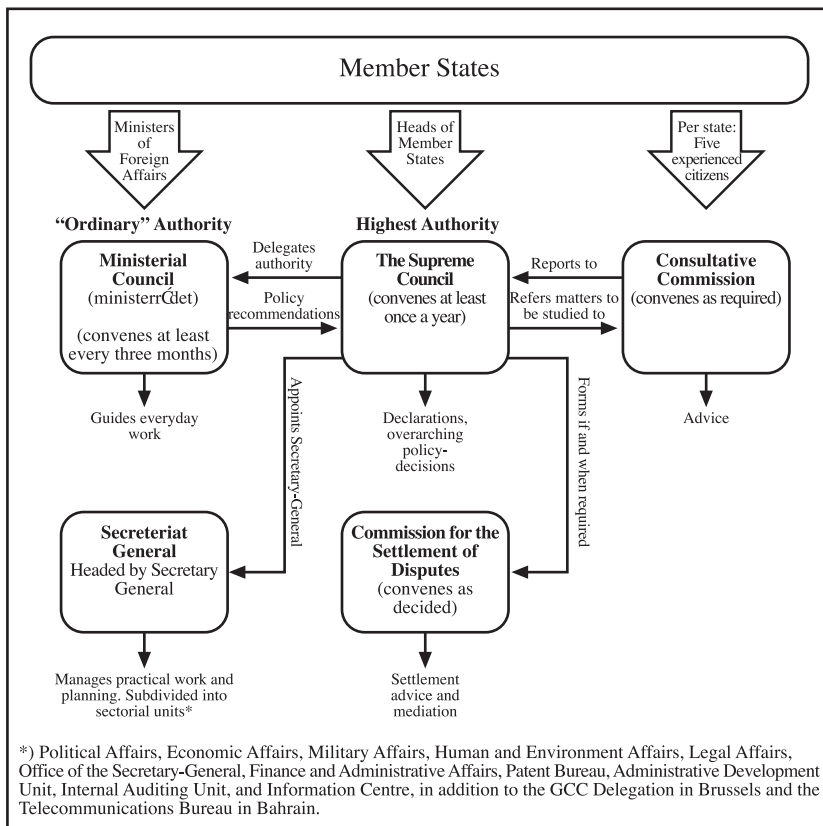 Member States
Ministers
of
Foreign
Affairs
Heads of
Member
States
Per state:
Five
experienced
citizens
“Ordinary” Authority
Highest Authority
Ministerial
Council
(ministerrĆdet)
(convenes at least
every three months)
Delegates
authority
Policy
recommendations
The Supreme
Council
(convenes at least
once a year)
Reports to
Refers matters to
be studied to
Consultative
Commission
(convenes as required)
Guides everyday
work
Appoints Secretary-General
Declarations,
overarching
policy-
decisions
Forms if and when required
Advice
Secreteriat
General
Headed by Secretary
General
Commission for the
Settlement of
Disputes
(convenes as
decided)
Manages practical work and
planning. Subdivided into
sectorial units*
Settlement
advice and
mediation
*) Political Affairs, Economic Affairs, Military Affairs, Human and Environment Affairs, Legal Affairs,
Office of the Secretary-General, Finance and Administrative Affairs, Patent Bureau, Administrative Development
Unit, Internal Auditing Unit, and Information Centre, in addition to the GCC Delegation in Brussels and the
Telecommunications Bureau in Bahrain.